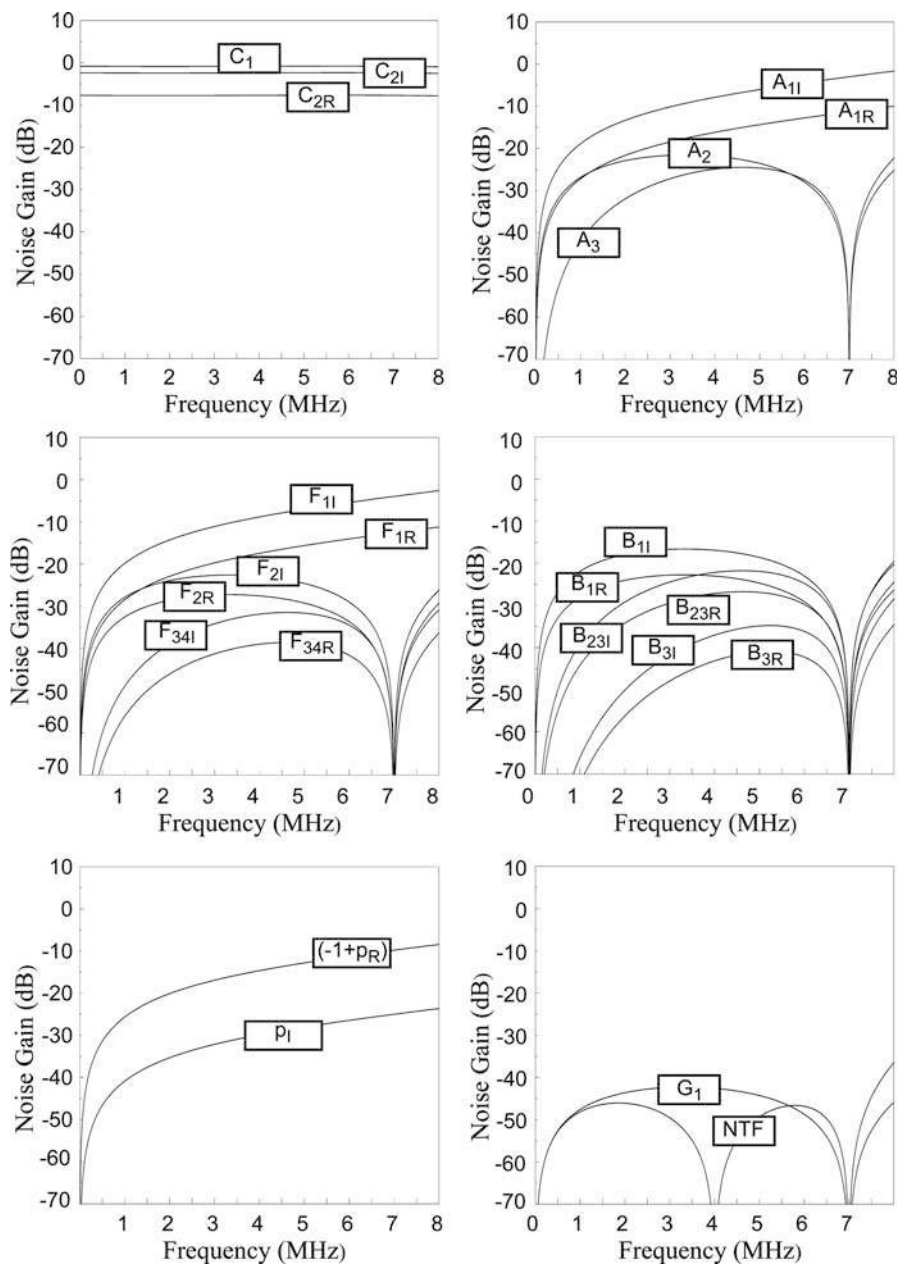 10
0
-10
-20
-30
-40
-50
-60
-70
Noise Gain (dB)
C1
C2I
C2R
0 1 2 3 4 5 6 7 8
Frequency (MHz)
10
0
-10
-20
-30
-40
-50
-60
-70
Noise Gain (dB)
A1I
A1R
A2
A3
0 1 2 3 4 5 6 7 8
Frequency (MHz)
10
0
-10
-20
-30
-40
-50
-60
-70
Noise Gain (dB)
F1I
F1R
F2I
F2R
F34I
F34R
1 2 3 4 5 6 7 8
Frequency (MHz)
10
0
-10
-20
-30
-40
-50
-60
-70
Noise Gain (dB)
B1I
B1R
B23R
B23I
B3I
B3R
0 1 2 3 4 5 6 7
Frequency (MHz)
10
0
-10
-20
-30
-40
-50
-60
-70
Noise Gain (dB)
(-1+pR)
pI
1 2 3 4 5 6 7 8
Frequency (MHz)
10
0
-10
-20
-30
-40
-50
-60
-70
Noise Gain (dB)
G1
NTF
0 1 2 3 4 5 6 7
Frequency (MHz)